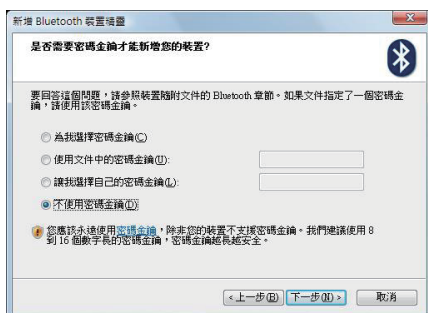 新增 Bluetooth 裝置精靈
是否需要密碼金鑰才能新增您的裝置?
要回答這個問題，請參照裝置隨附文件的 Bluetooth 章節。如果文件指定了一個密碼金
鑰，請使用該密碼金鑰。
為我選擇密碼金鑰(C)
使用文件中的密碼金鑰(U):
讓我選擇自己的密碼金鑰(L):
不使用密碼金鑰(D)
您應該永遠使用密碼金鑰，除非您的裝置不支援密碼金鑰。我們建議使用 8
到 16 個數字長的密碼金鑰，密碼金鑰越長越安全。
<上一步(B) 下一步(N)> 取消